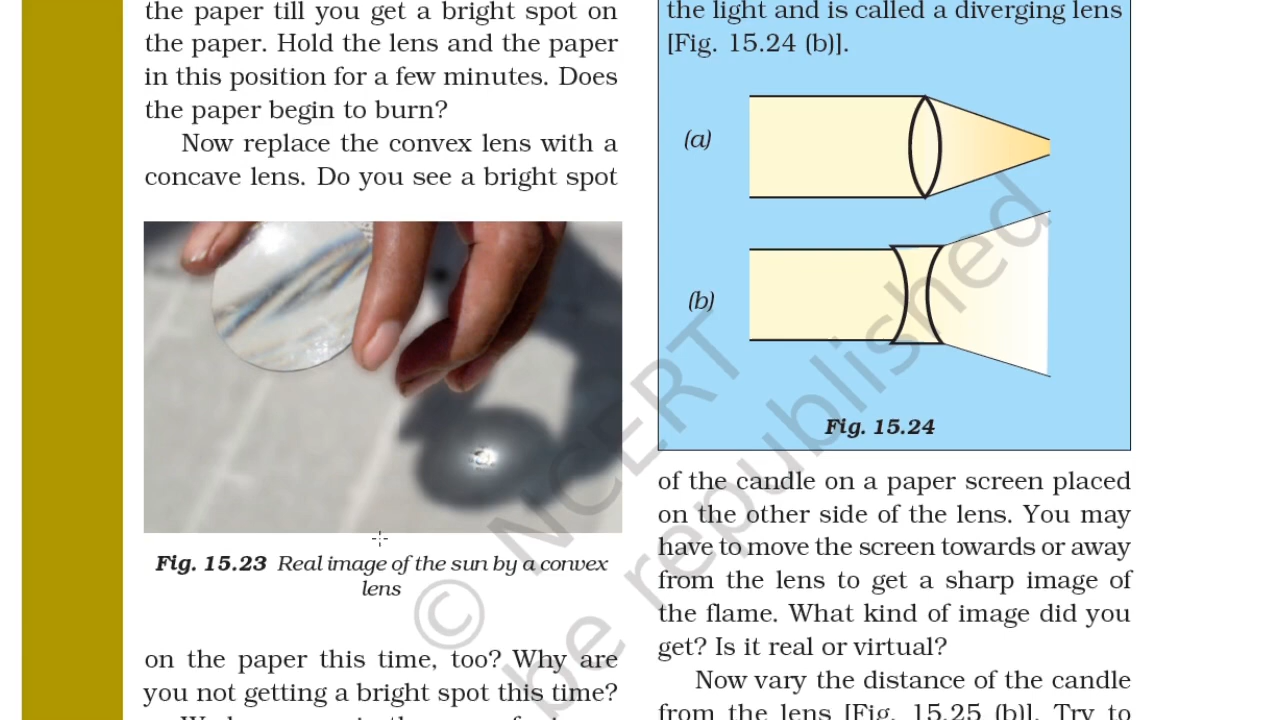 the paper till you get a bright spot on
the paper. Hold the lens and the paper
in this position for a few minutes. Does
the paper begin to burn?
Now replace the convex lens with a
concave lens. Do you see a bright spot
Fig. 15.23 Real image of the sun by a convex
lens
on the paper this time, too? Why are
you not getting a bright spot this time?
the light and is called a diverging lens
[Fig. 15.24 (b)].
(a)
(b)
Fig. 15.24
of the candle on a paper screen placed
on the other side of the lens. You may
have to move the screen towards or away
from the lens to get a sharp image of
the flame. What kind of image did you
get? Is it real or virtual?
Now vary the distance of the candle
from the lens [Fig. 15.25 (b)]. Try to
© NCERT
be republished